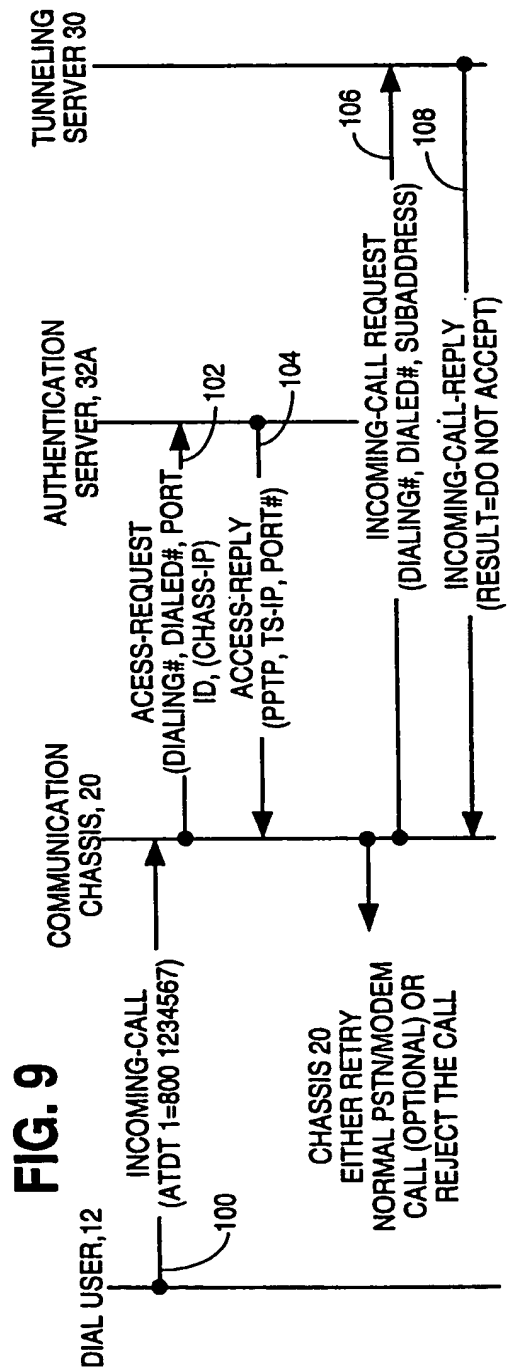 FIG. 9
DIAL USER,12
COMMUNICATION
CHASSIS, 20
AUTHENTICATION
SERVER, 32A
TUNNELING
SERVER 30
INCOMING-CALL
(ATDT 1=800 1234567)
100
ACESS-REQUEST
(DIALING#, DIALED#, PORT
ID, (CHASS-IP)
102
ACCESS-REPLY
(PPTP, TS-IP, PORT#)
104
CHASSIS 20
EITHER RETRY
NORMAL PSTN/MODEM
CALL (OPTIONAL) OR
REJECT THE CALL
INCOMING-CALL REQUEST
(DIALING#, DIALED#, SUBADDRESS)
106
INCOMING-CALL-REPLY
(RESULT=DO NOT ACCEPT)
108